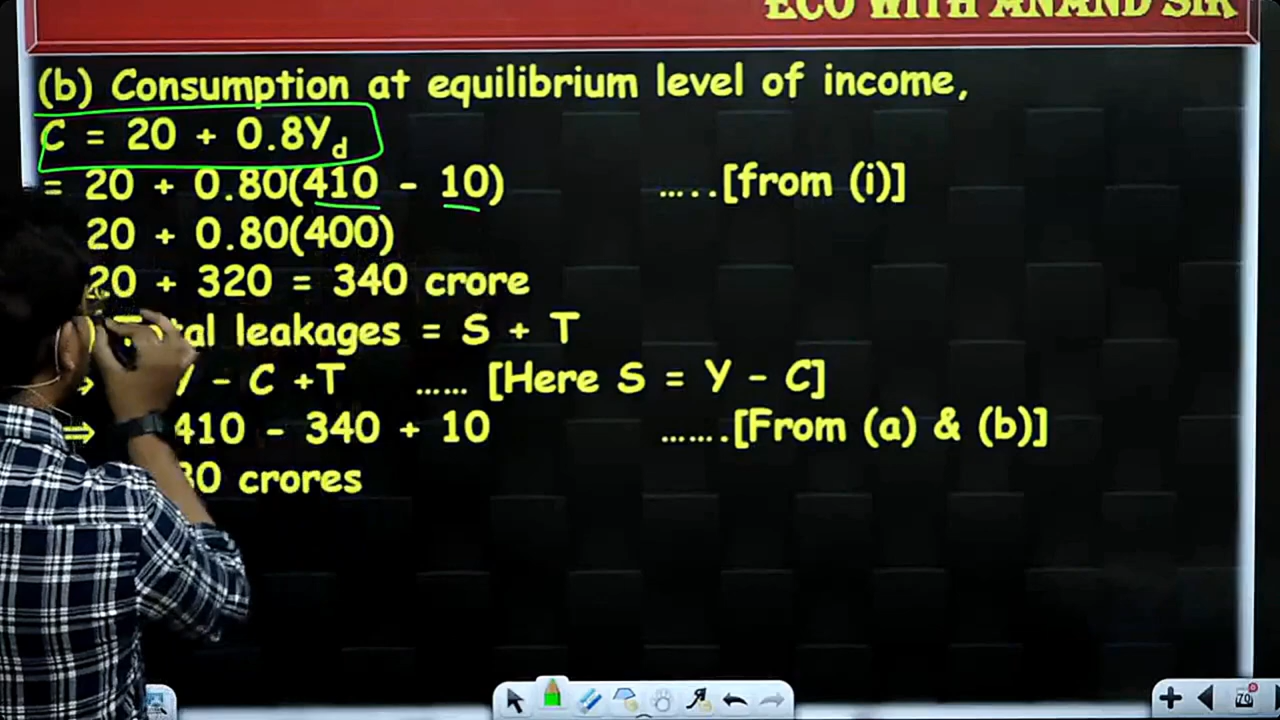 ECO WITH ANAND SIR
(b) Consumption at equilibrium level of income,
C = 20 + 0.8Yd
= 20 + 0.80(410 - 10) .....[from (i)]
20 + 0.80(400)
20 + 320 = 340 crore
leakages = S + T
Y - C +T ...... [Here S = Y - C]
⇒ 410 - 340 + 10 .......[From (a) & (b)]
crores
70